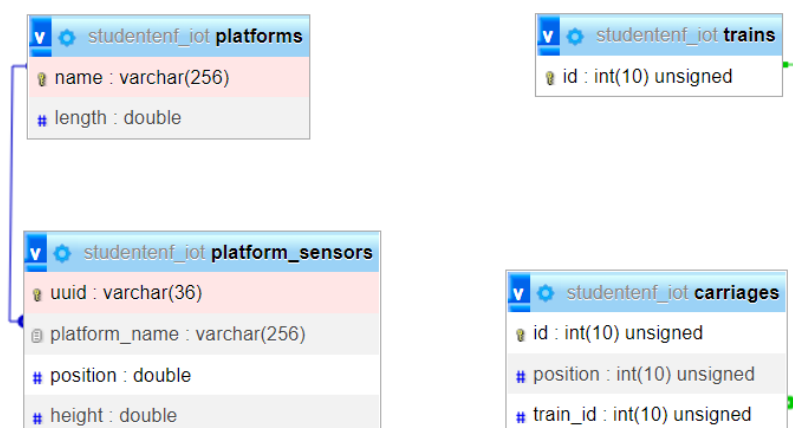 v studentenf_iot platforms
name : varchar(256)
# length : double
v studentenf_iot trains
id : int(10) unsigned
v studentenf_iot platform_sensors
uuid : varchar(36)
platform_name : varchar(256)
# position : double
# height : double
v studentenf_iot carriages
id : int(10) unsigned
# position : int(10) unsigned
# train_id : int(10) unsigned